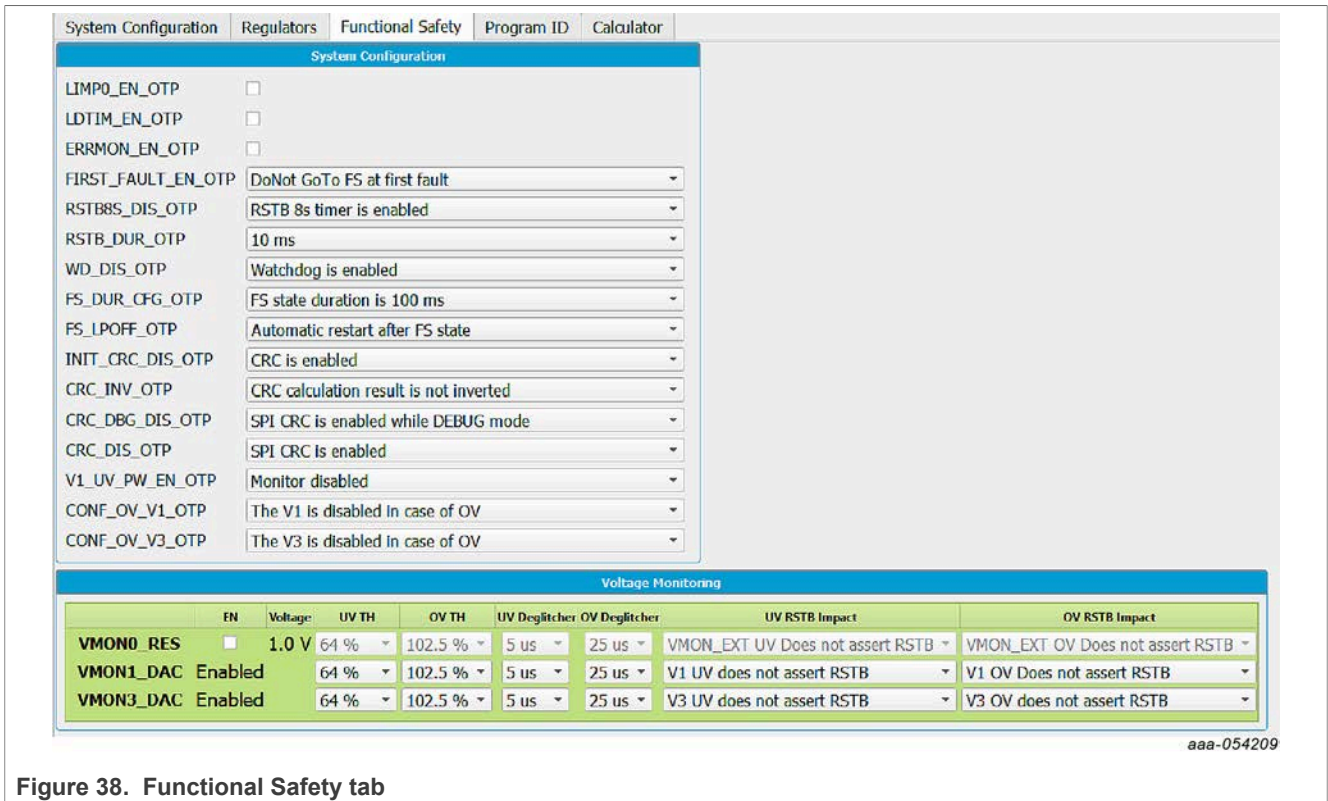 System Configuration Regulators Functional Safety Program ID Calculator
System Configuration
LIMP0_EN_OTP
LDTIM_EN_OTP
ERRMON_EN_OTP
FIRST_FAULT_EN_OTP DoNot GoTo FS at first fault
RSTB8S_DIS_OTP RSTB 8s timer is enabled
RSTB_DUR_OTP 10 ms
WD_DIS_OTP Watchdog is enabled
FS_DUR_CFG_OTP FS state duration is 100 ms
FS_LPOFF_OTP Automatic restart after FS state
INIT_CRC_DIS_OTP CRC is enabled
CRC_INV_OTP CRC calculation result is not inverted
CRC_DBG_DIS_OTP SPI CRC is enabled while DEBUG mode
CRC_DIS_OTP SPI CRC is enabled
V1_UV_PW_EN_OTP Monitor disabled
CONF_OV_V1_OTP The V1 is disabled in case of OV
CONF_OV_V3_OTP The V3 is disabled in case of OV
Voltage Monitoring
EN Voltage UV TH OV TH UV Deglitcher OV Deglitcher UV RSTB Impact OV RSTB Impact
VMON0_RES 1.0 V 64 % 102.5 % 5 us 25 us VMON_EXT UV Does not assert RSTB VMON_EXT OV Does not assert RSTB
VMON1_DAC Enabled 64 % 102.5 % 5 us 25 us V1 UV does not assert RSTB V1 OV Does not assert RSTB
VMON3_DAC Enabled 64 % 102.5 % 5 us 25 us V3 UV does not assert RSTB V3 OV does not assert RSTB
aaa-054209
Figure 38. Functional Safety tab